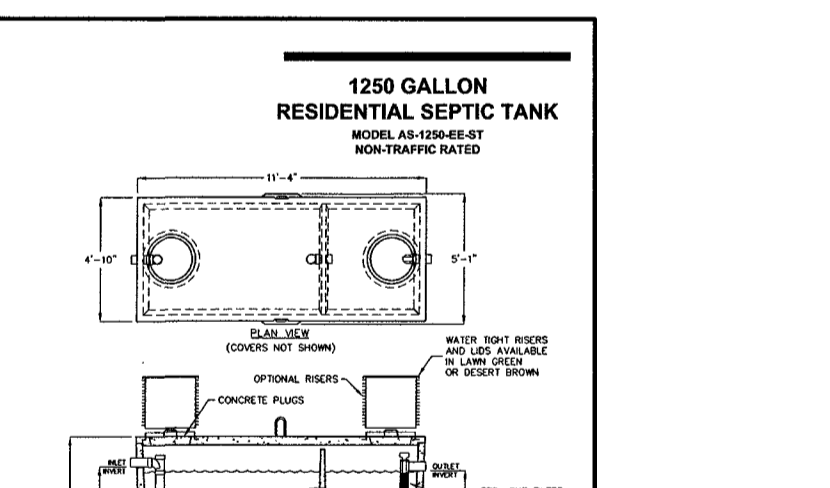 1250 GALLON
RESIDENTIAL SEPTIC TANK
MODEL AS-1250-EE-ST
NON-TRAFFIC RATED
11'-4"
4'-10"
5'-1"
PLAN VIEW
(COVERS NOT SHOWN)
WATER TIGHT RISERS
AND LIDS AVAILABLE
IN LAWN GREEN
OR DESERT BROWN
OPTIONAL RISERS
CONCRETE PLUGS
INLET
INVERT
OUTLET
INVERT